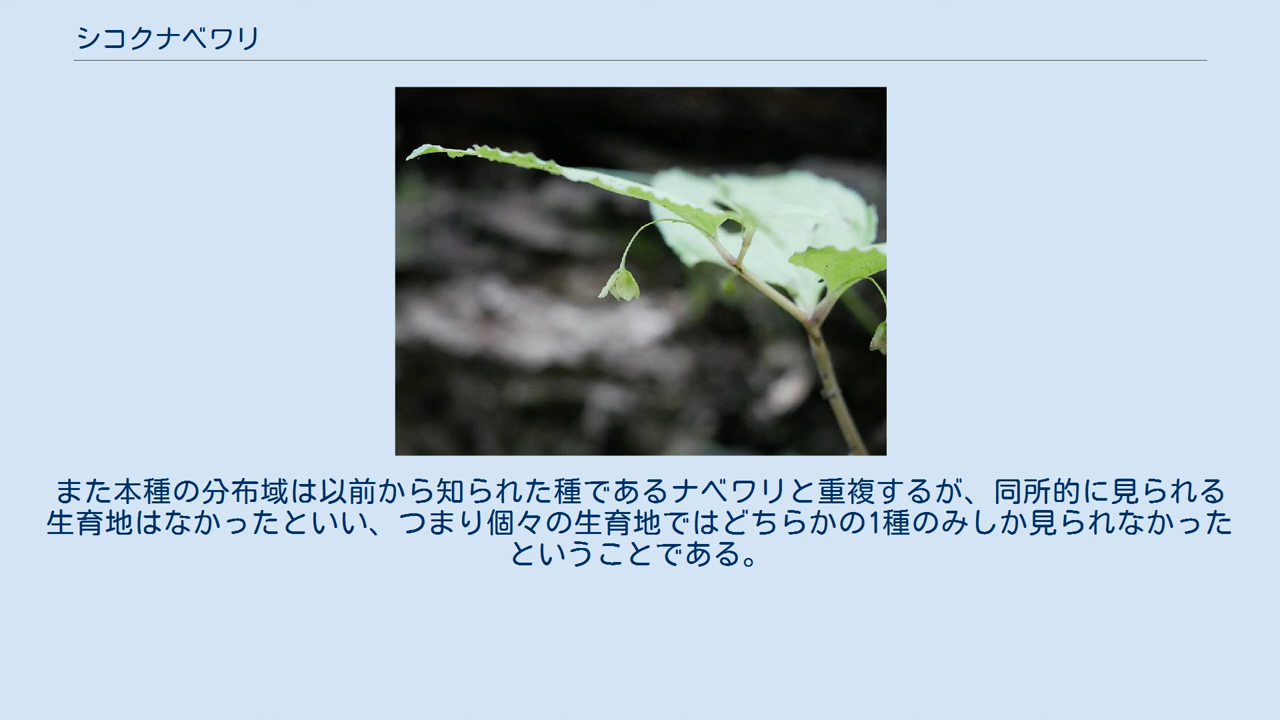 シコクナベワリ
また本種の分布域は以前から知られた種であるナベワリと重複するが、同所的に見られる
生育地はなかったといい、つまり個々の生育地ではどちらかの1種のみしか見られなかった
ということである。